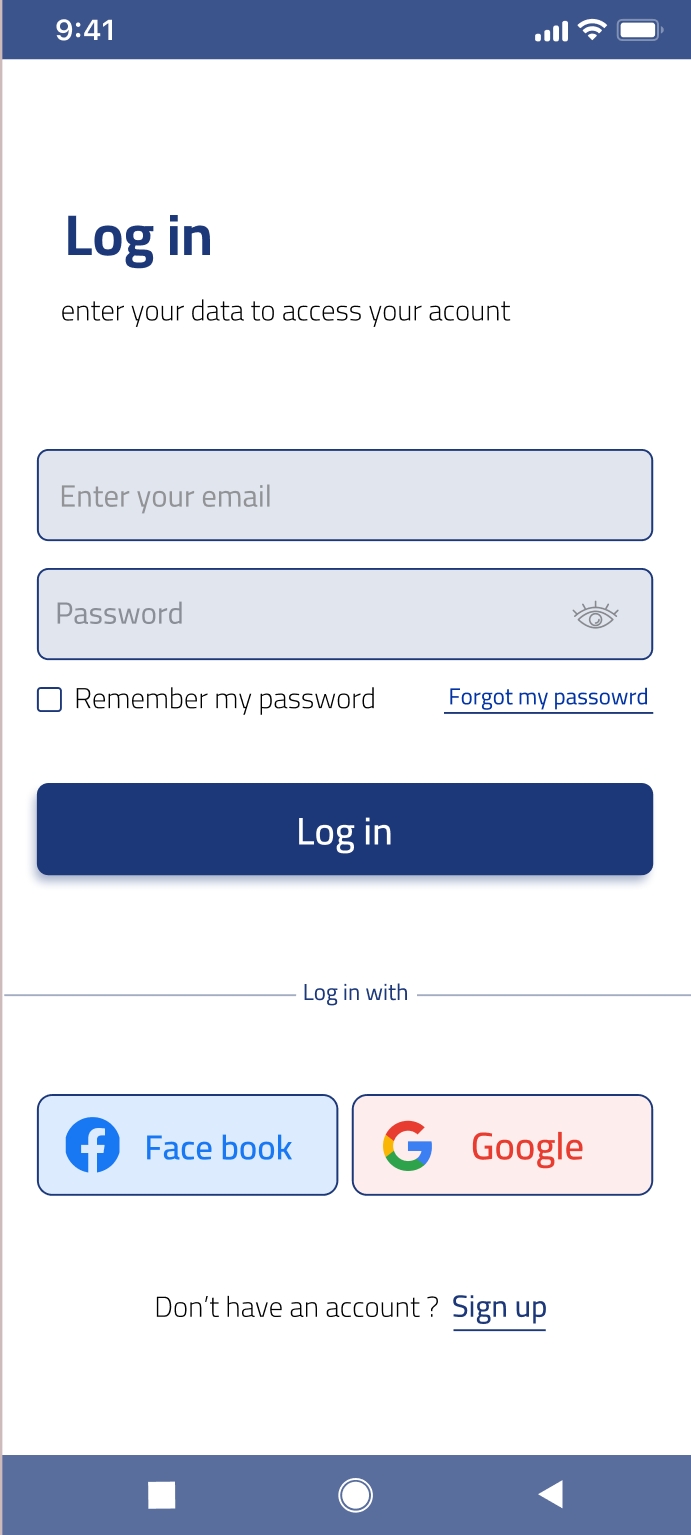 9:41
Log in
enter your data to access your acount
Enter your email
Password
Remember my password Forgot my passowrd
Log in
Log in with
Face book Google
Don't have an account ? Sign up